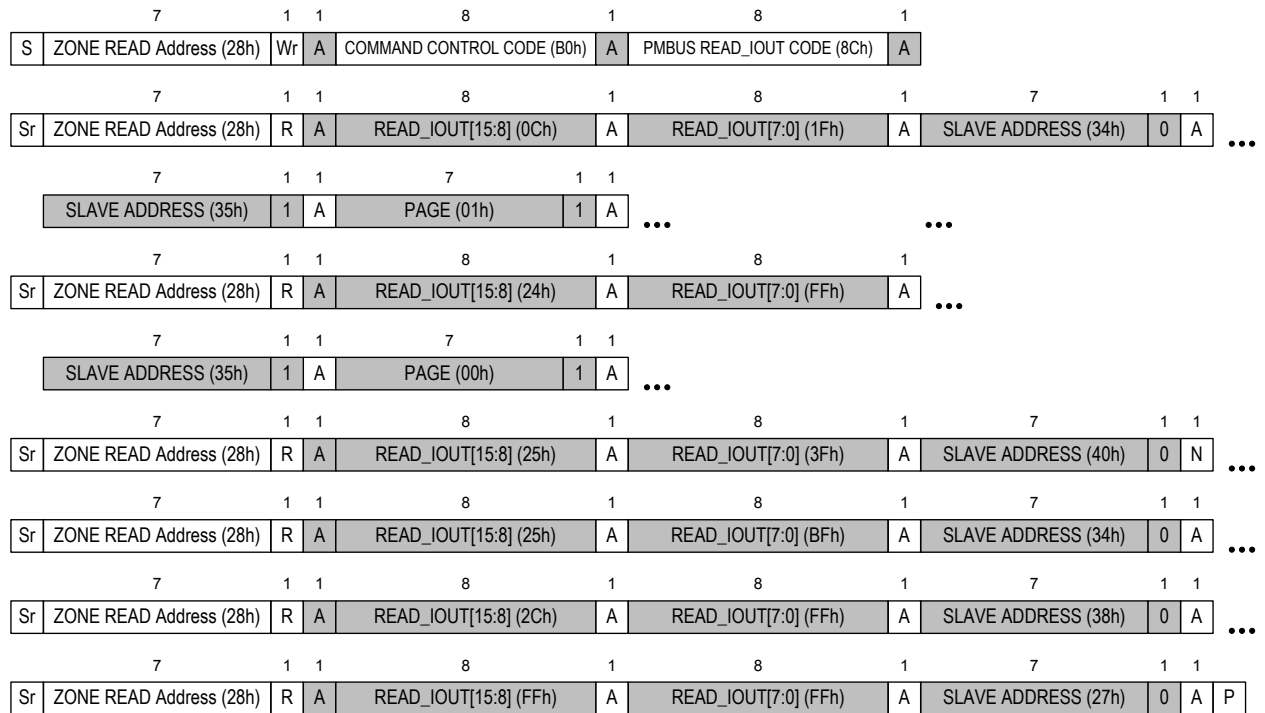 7 1 1 8 1 8 1
S ZONE READ Address (28h) Wr A COMMAND CONTROL CODE (B0h) A PMBUS READ_IOUT CODE (8Ch) A
7 1 1 8 1 8 1 7 1 1
Sr ZONE READ Address (28h) R A READ_IOUT[15:8] (0Ch) A READ_IOUT[7:0] (1Fh) A SLAVE ADDRESS (34h) 0 A ...
7 1 1 7 1 1
SLAVE ADDRESS (35h) 1 A PAGE (01h) 1 A ... ...
7 1 1 8 1 8 1
Sr ZONE READ Address (28h) R A READ_IOUT[15:8] (24h) A READ_IOUT[7:0] (FFh) A ...
7 1 1 7 1 1
SLAVE ADDRESS (35h) 1 A PAGE (00h) 1 A ...
7 1 1 8 1 8 1 7 1 1
Sr ZONE READ Address (28h) R A READ_IOUT[15:8] (25h) A READ_IOUT[7:0] (3Fh) A SLAVE ADDRESS (40h) 0 N ...
7 1 1 8 1 8 1 7 1 1
Sr ZONE READ Address (28h) R A READ_IOUT[15:8] (25h) A READ_IOUT[7:0] (BFh) A SLAVE ADDRESS (34h) 0 A ...
7 1 1 8 1 8 1 7 1 1
Sr ZONE READ Address (28h) R A READ_IOUT[15:8] (2Ch) A READ_IOUT[7:0] (FFh) A SLAVE ADDRESS (38h) 0 A ...
7 1 1 8 1 8 1 7 1 1
Sr ZONE READ Address (28h) R A READ_IOUT[15:8] (FFh) A READ_IOUT[7:0] (FFh) A SLAVE ADDRESS (27h) 0 A P